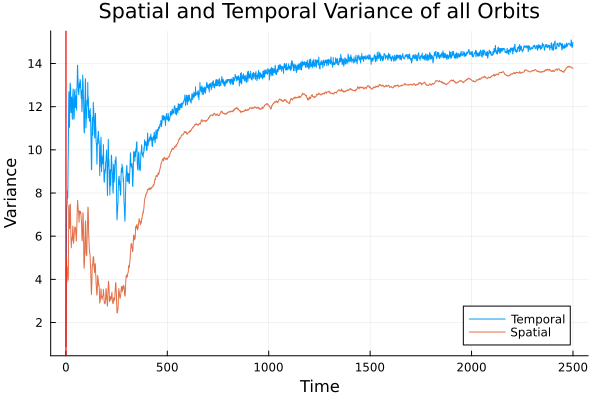 Spatial and Temporal Variance of all Orbits
Variance
14
12
10
8
6
4
2
0
500
1000
1500
2000
2500
Time
Temporal
Spatial